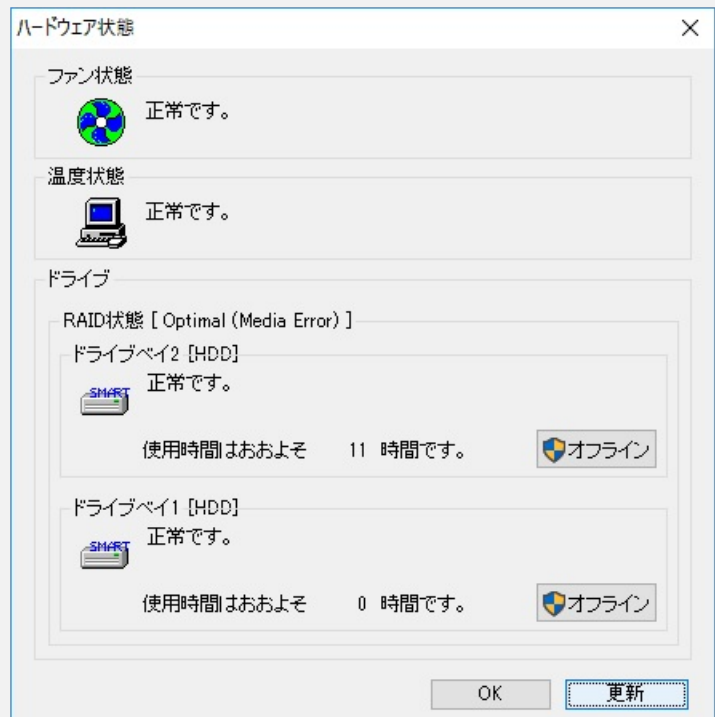 ハードウェア状態
ファン状態
正常です。
温度状態
正常です。
ドライブ
RAID状態 [ Optimal (Media Error) ]
ドライブベイ2 [HDD]
SMART
正常です。
使用時間はおおよそ 11 時間です。
オフライン
ドライブベイ1 [HDD]
SMART
正常です。
使用時間はおおよそ 0 時間です。
オフライン
OK
更新